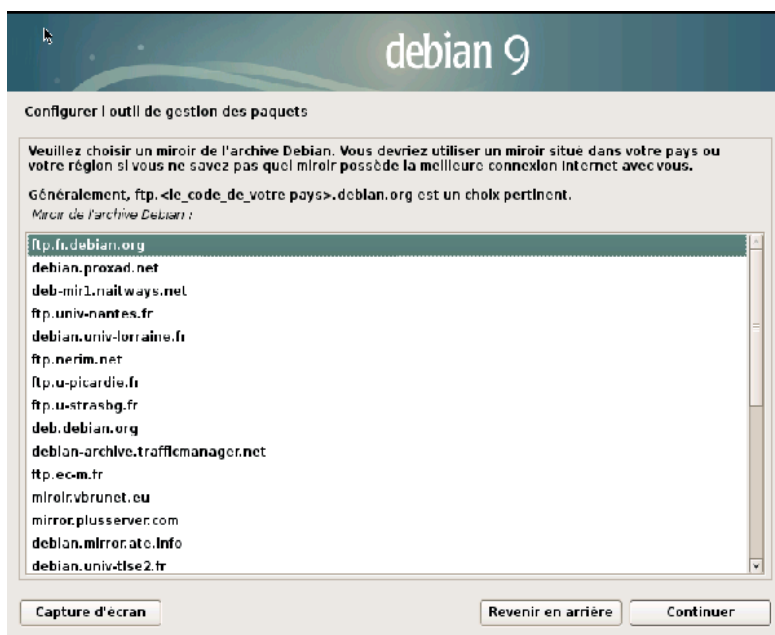 debian 9
Configurer l'outil de gestion des paquets
Veuillez choisir un miroir de l'archive Debian. Vous devriez utiliser un miroir situé dans votre pays ou
votre région si vous ne savez pas quel miroir possède la meilleure connexion Internet avec vous.
Généralement, ftp.<le_code_de_votre pays>.debian.org est un choix pertinent.
Miroir de l'archive Debian :
ftp.fr.debian.org
debian.proxad.net
deb-mir1.naitways.net
ftp.univ-nantes.fr
debian.univ-lorraine.fr
ftp.nerim.net
ftp.u-picardie.fr
ftp.u-strasbg.fr
deb.debian.org
debian-archive.trafficmanager.net
ftp.ec-m.fr
miroir.vbrunet.eu
mirror.plusserver.com
debian.mirror.ate.info
debian.univ-tlse2.fr
Capture d'écran
Revenir en arrière
Continuer